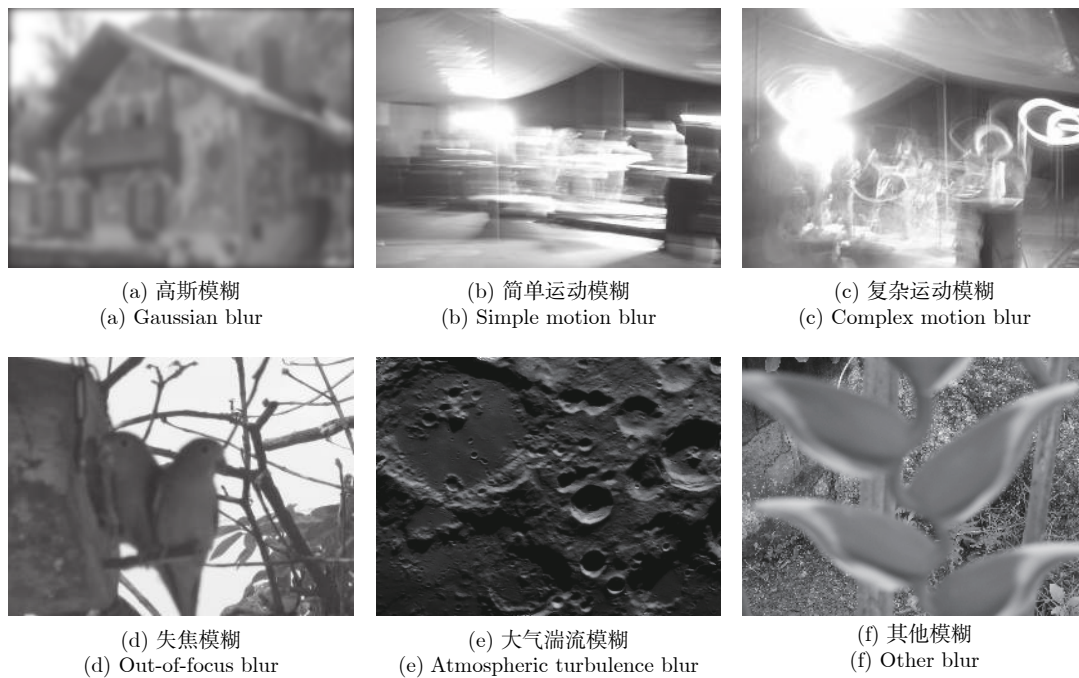 (a) 高斯模糊
(a) Gaussian blur
(b) 简单运动模糊
(b) Simple motion blur
(c) 复杂运动模糊
(c) Complex motion blur
(d) 失焦模糊
(d) Out-of-focus blur
(e) 大气湍流模糊
(e) Atmospheric turbulence blur
(f) 其他模糊
(f) Other blur